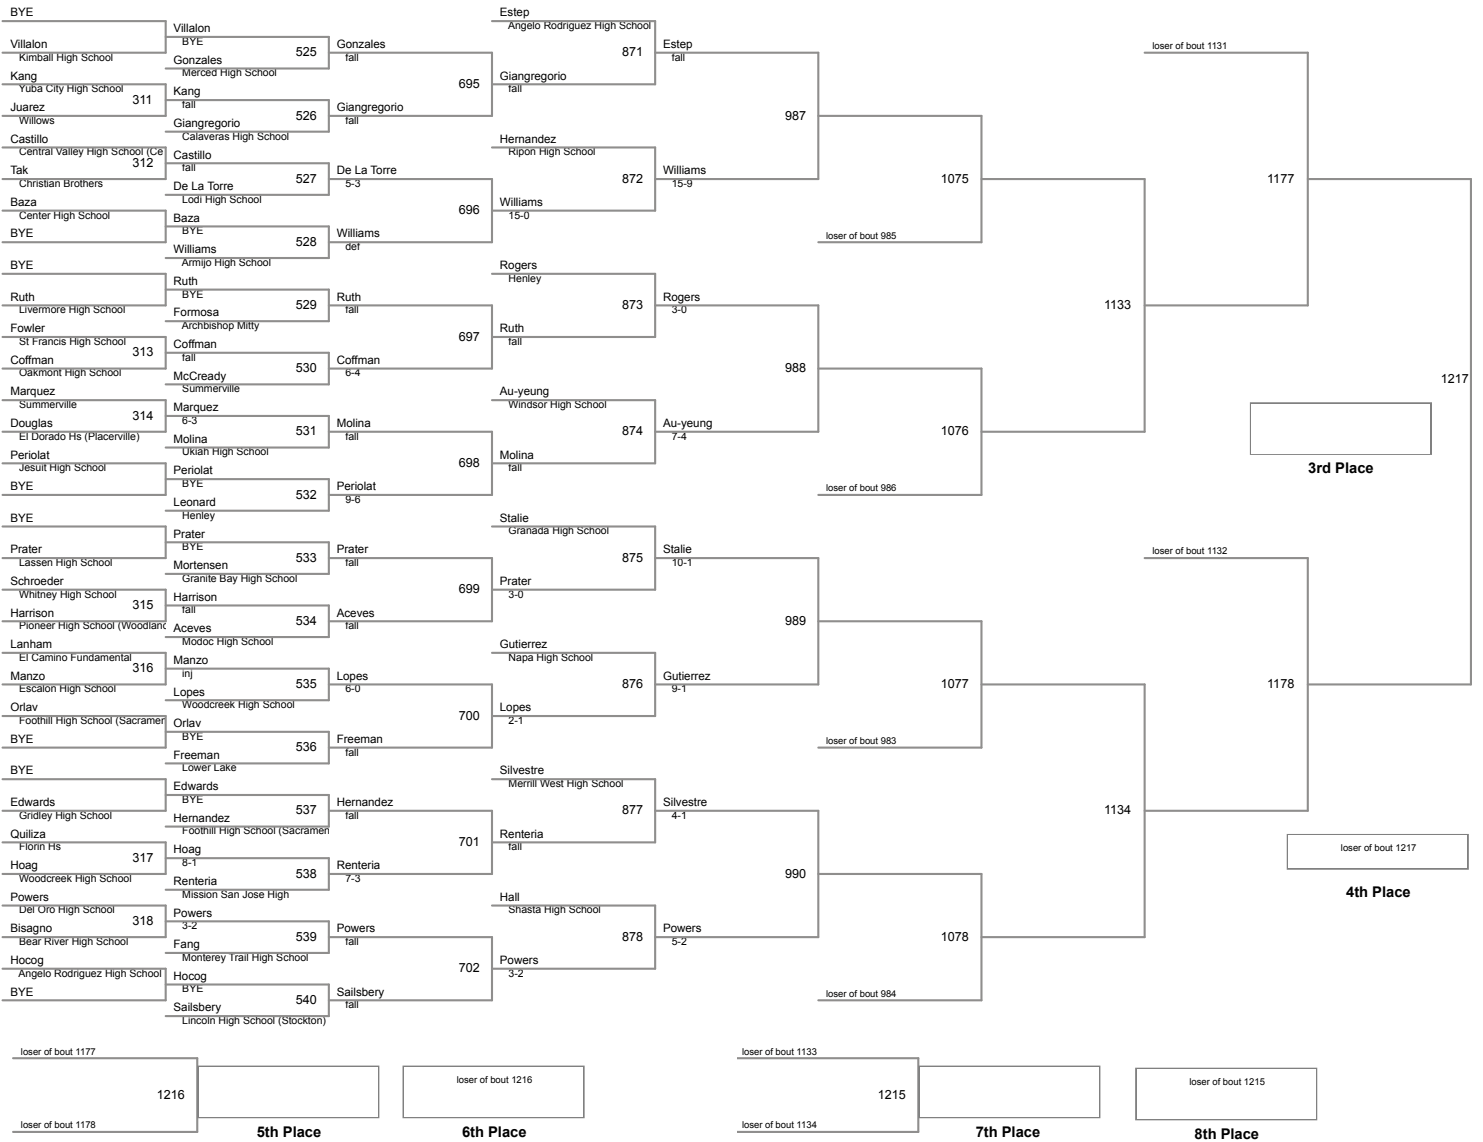 BYE
Villalon
Kimball High School
Kang
Yuba City High School
311
Juarez
Willows
Castillo
Central Valley High School (Ce
312
Tak
Christian Brothers
Baza
Center High School
BYE
BYE
Ruth
Livermore High School
Fowler
St Francis High School
313
Coffman
Oakmont High School
Marquez
Summerville
314
Douglas
El Dorado Hs (Placerville)
Periolat
Jesuit High School
BYE
BYE
Prater
Lassen High School
Schroeder
Whitney High School
315
Harrison
Pioneer High School (Woodland
Lanham
El Camino Fundamental
316
Manzo
Escalon High School
Orlav
Foothill High School (Sacramen
BYE
BYE
Edwards
Gridley High School
Quiliza
Florin Hs
317
Hoag
Woodcreek High School
Powers
Del Oro High School
318
Bisagno
Bear River High School
Hocog
Angelo Rodriguez High School
BYE
Villalon
BYE
525
Gonzales
Merced High School
Kang
fall
526
Giangregorio
Calaveras High School
Castillo
fall
527
De La Torre
Lodi High School
Baza
BYE
528
Williams
Armijo High School
Ruth
BYE
529
Formosa
Archbishop Mitty
Coffman
fall
530
McCready
Summerville
Marquez
6-3
531
Molina
Ukiah High School
Periolat
BYE
532
Leonard
Henley
Prater
BYE
533
Mortensen
Granite Bay High School
Harrison
fall
534
Aceves
Modoc High School
Manzo
inj
535
Lopes
Woodcreek High School
Orlav
BYE
536
Freeman
Lower Lake
Edwards
BYE
537
Hernandez
Foothill High School (Sacramen
Hoag
8-1
538
Renteria
Mission San Jose High
Powers
3-2
539
Fang
Monterey Trail High School
Hocog
BYE
540
Sailsbery
Lincoln High School (Stockton)
Gonzales
fall
695
Giangregorio
fall
De La Torre
5-3
696
Williams
def
Ruth
fall
697
Coffman
6-4
Molina
fall
698
Periolat
9-6
Prater
fall
699
Aceves
fall
Lopes
6-0
700
Freeman
fall
Hernandez
fall
701
Renteria
7-3
Powers
fall
702
Sailsbery
fall
Estep
Angelo Rodriguez High School
871
Giangregorio
fall
Hernandez
Ripon High School
872
Williams
15-0
Rogers
Henley
873
Ruth
fall
Au-yeung
Windsor High School
874
Molina
fall
Stalie
Granada High School
875
Prater
3-0
Gutierrez
Napa High School
876
Lopes
2-1
Silvestre
Merrill West High School
877
Renteria
fall
Hall
Shasta High School
878
Powers
3-2
Estep
fall
987
Williams
15-9
Rogers
3-0
988
Au-yeung
7-4
Stalie
10-1
989
Gutierrez
9-1
Silvestre
4-1
990
Powers
5-2
1075
loser of bout 985
1076
loser of bout 986
1077
loser of bout 983
1078
loser of bout 984
1133
1134
loser of bout 1131
1177
loser of bout 1132
1178
1217
3rd Place
loser of bout 1217
4th Place
loser of bout 1177
1216
loser of bout 1178
5th Place
loser of bout 1216
6th Place
loser of bout 1133
1215
loser of bout 1134
7th Place
loser of bout 1215
8th Place